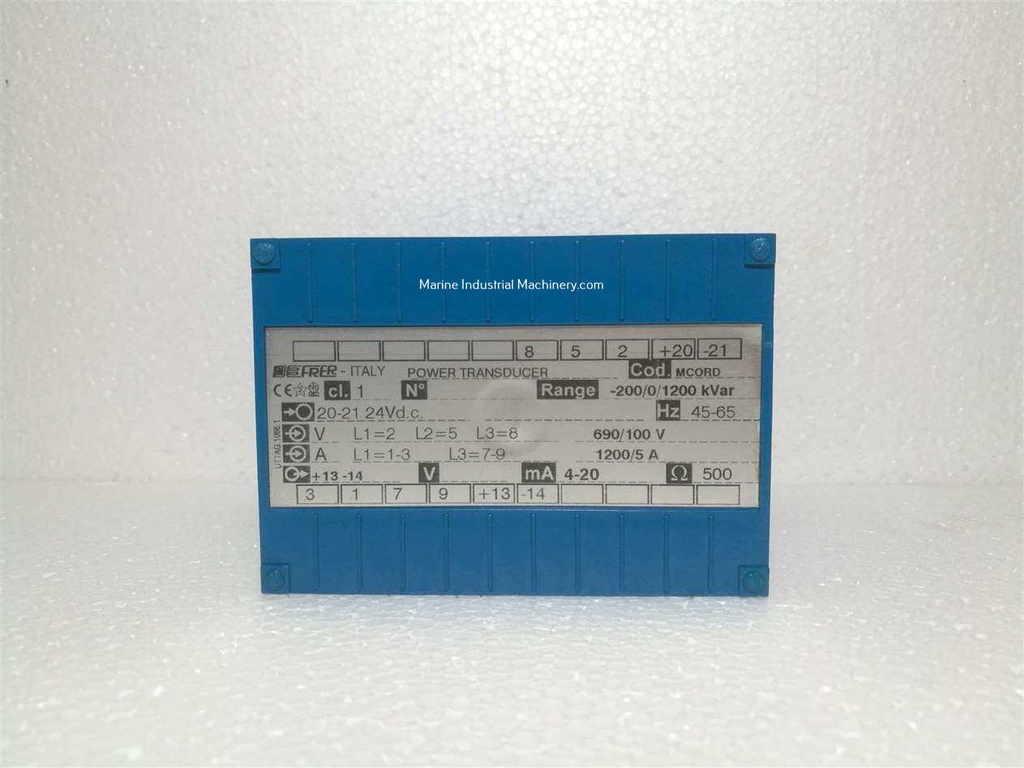 Marine Industrial Machinery.com
8 5 2 +20 -21
FRER - ITALY POWER TRANSDUCER Cod. MCORD
CE cl. 1 N° Range -200/0/1200 kVar
20-21 24Vd.c. Hz 45-65
V L1=2 L2=5 L3=8 690/100 V
A L1=1-3 L3=7-9 1200/5 A
+13 -14 V mA 4-20 Ω 500
3 1 7 9 +13 -14